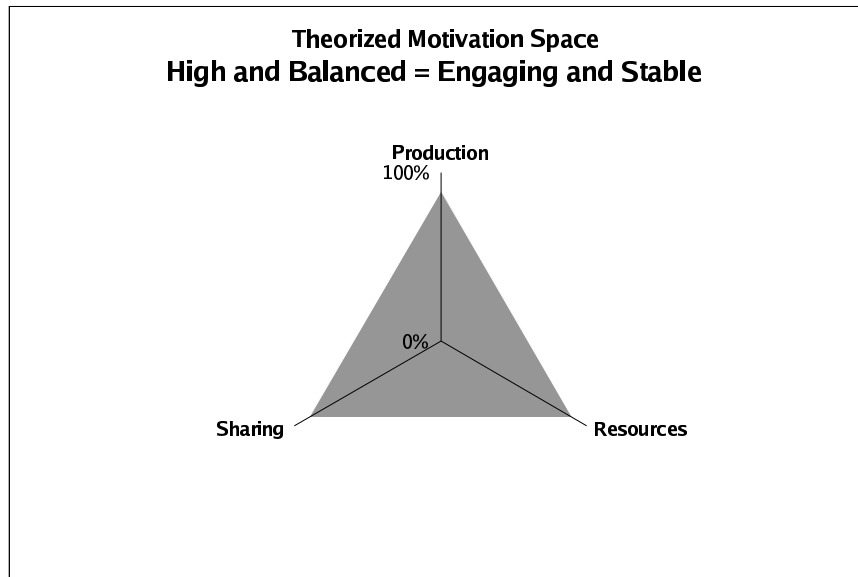 Theorized Motivation Space
High and Balanced = Engaging and Stable
Production
100%
0%
Sharing
Resources